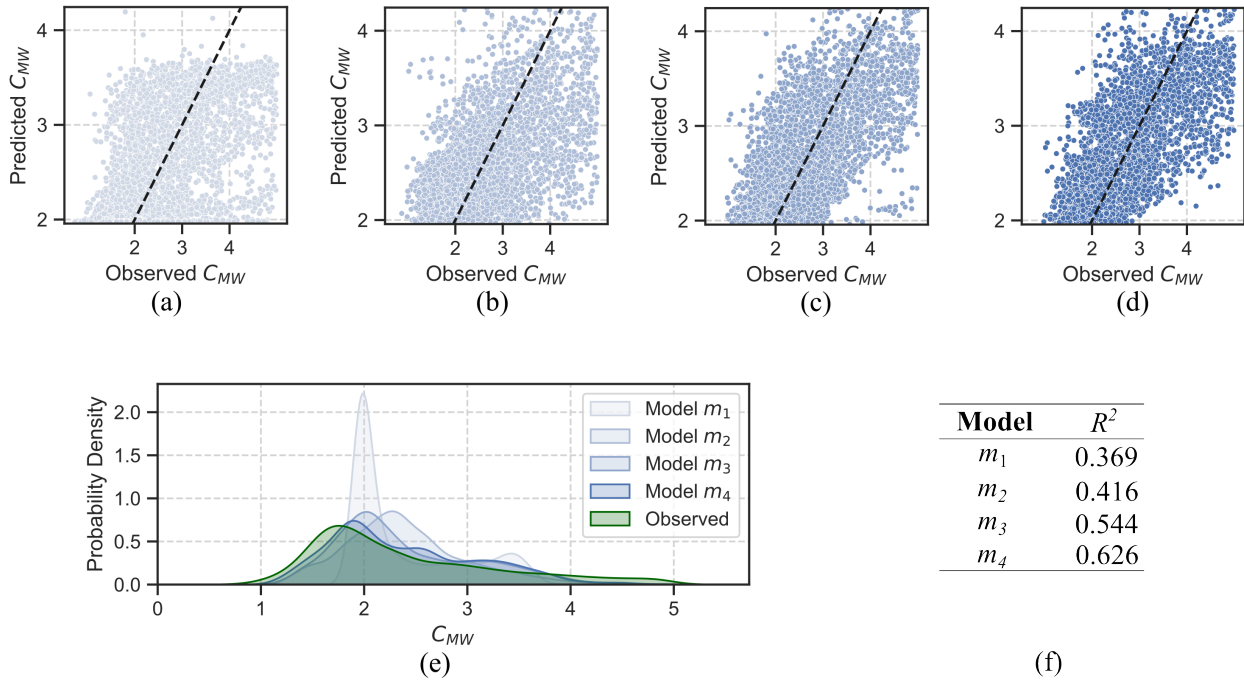 4
3
2
Predicted C_MW
2 3 4
Observed C_MW
(a)
4
3
2
Predicted C_MW
2 3 4
Observed C_MW
(b)
4
3
2
Predicted C_MW
2 3 4
Observed C_MW
(c)
4
3
2
Predicted C_MW
2 3 4
Observed C_MW
(d)
2.0
1.5
1.0
0.5
0.0
Probability Density
Model m_1
Model m_2
Model m_3
Model m_4
Observed
0 1 2 3 4 5
C_MW
(e)
Model R^2
m_1 0.369
m_2 0.416
m_3 0.544
m_4 0.626
(f)